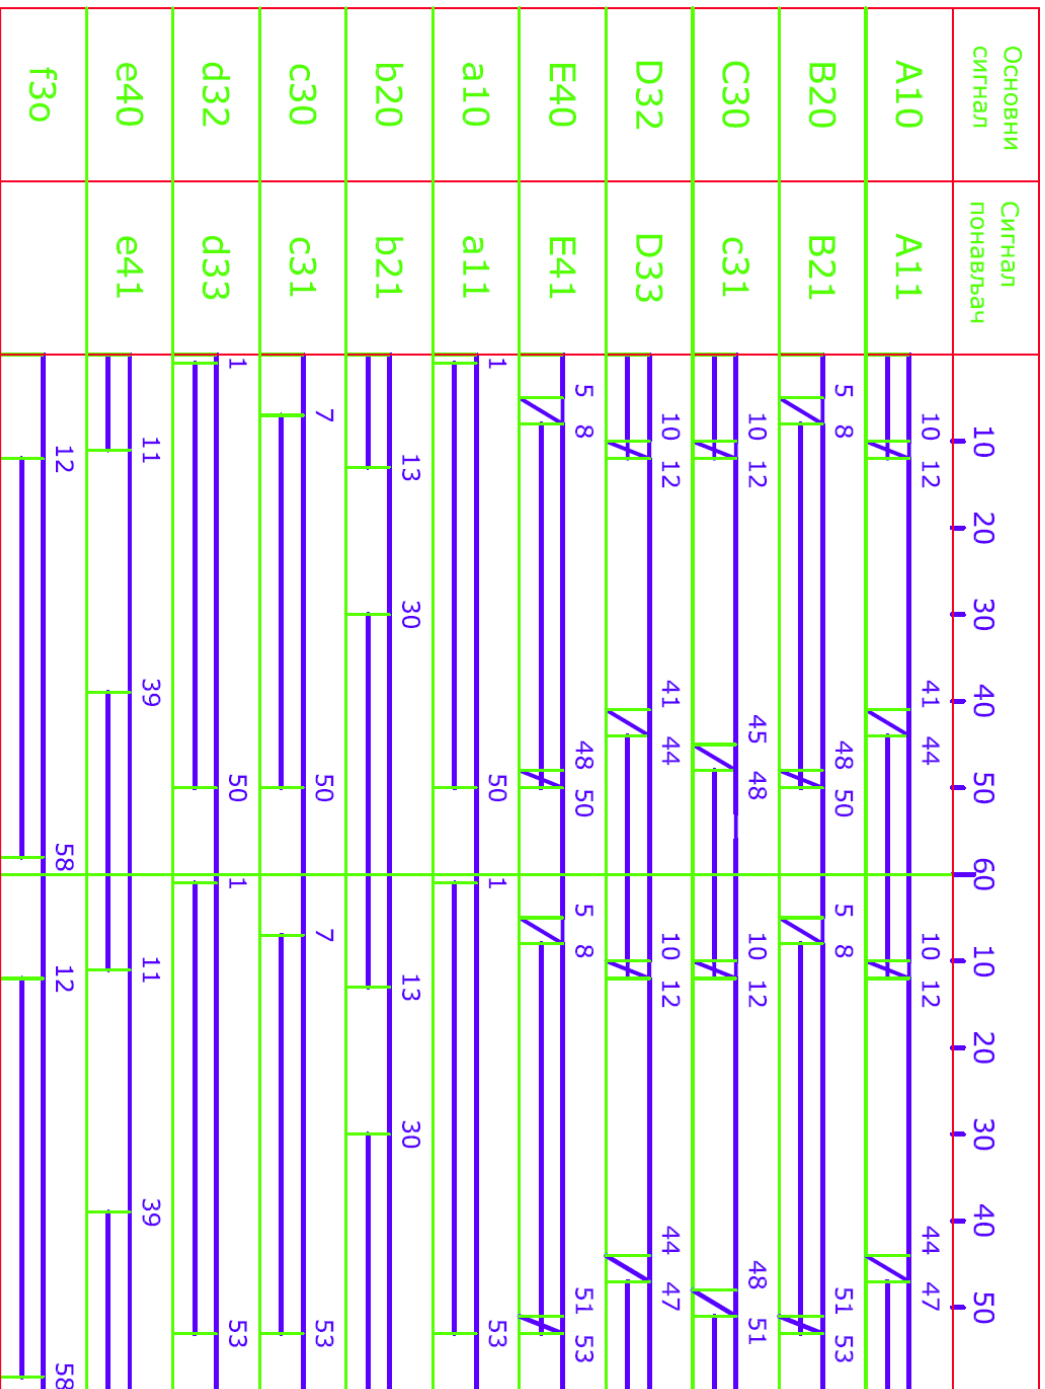 Основни
сигнал
Сигнал
понављач
10 20 30 40 50 60 10 20 30 40 50
A10 A11 10 12 41 44 10 12 44 47
B20 B21 5 8 48 50 5 8 51 53
C30 c31 10 12 45 48 10 12 48 51
D32 D33 10 12 41 44 10 12 44 47
E40 E41 5 8 48 50 5 8 51 53
a10 a11 1 50 1 53
b20 b21 13 30 13 30
c30 c31 7 50 7 53
d32 d33 1 50 1 53
e40 e41 11 39 11 39
f3o 12 58 12 58